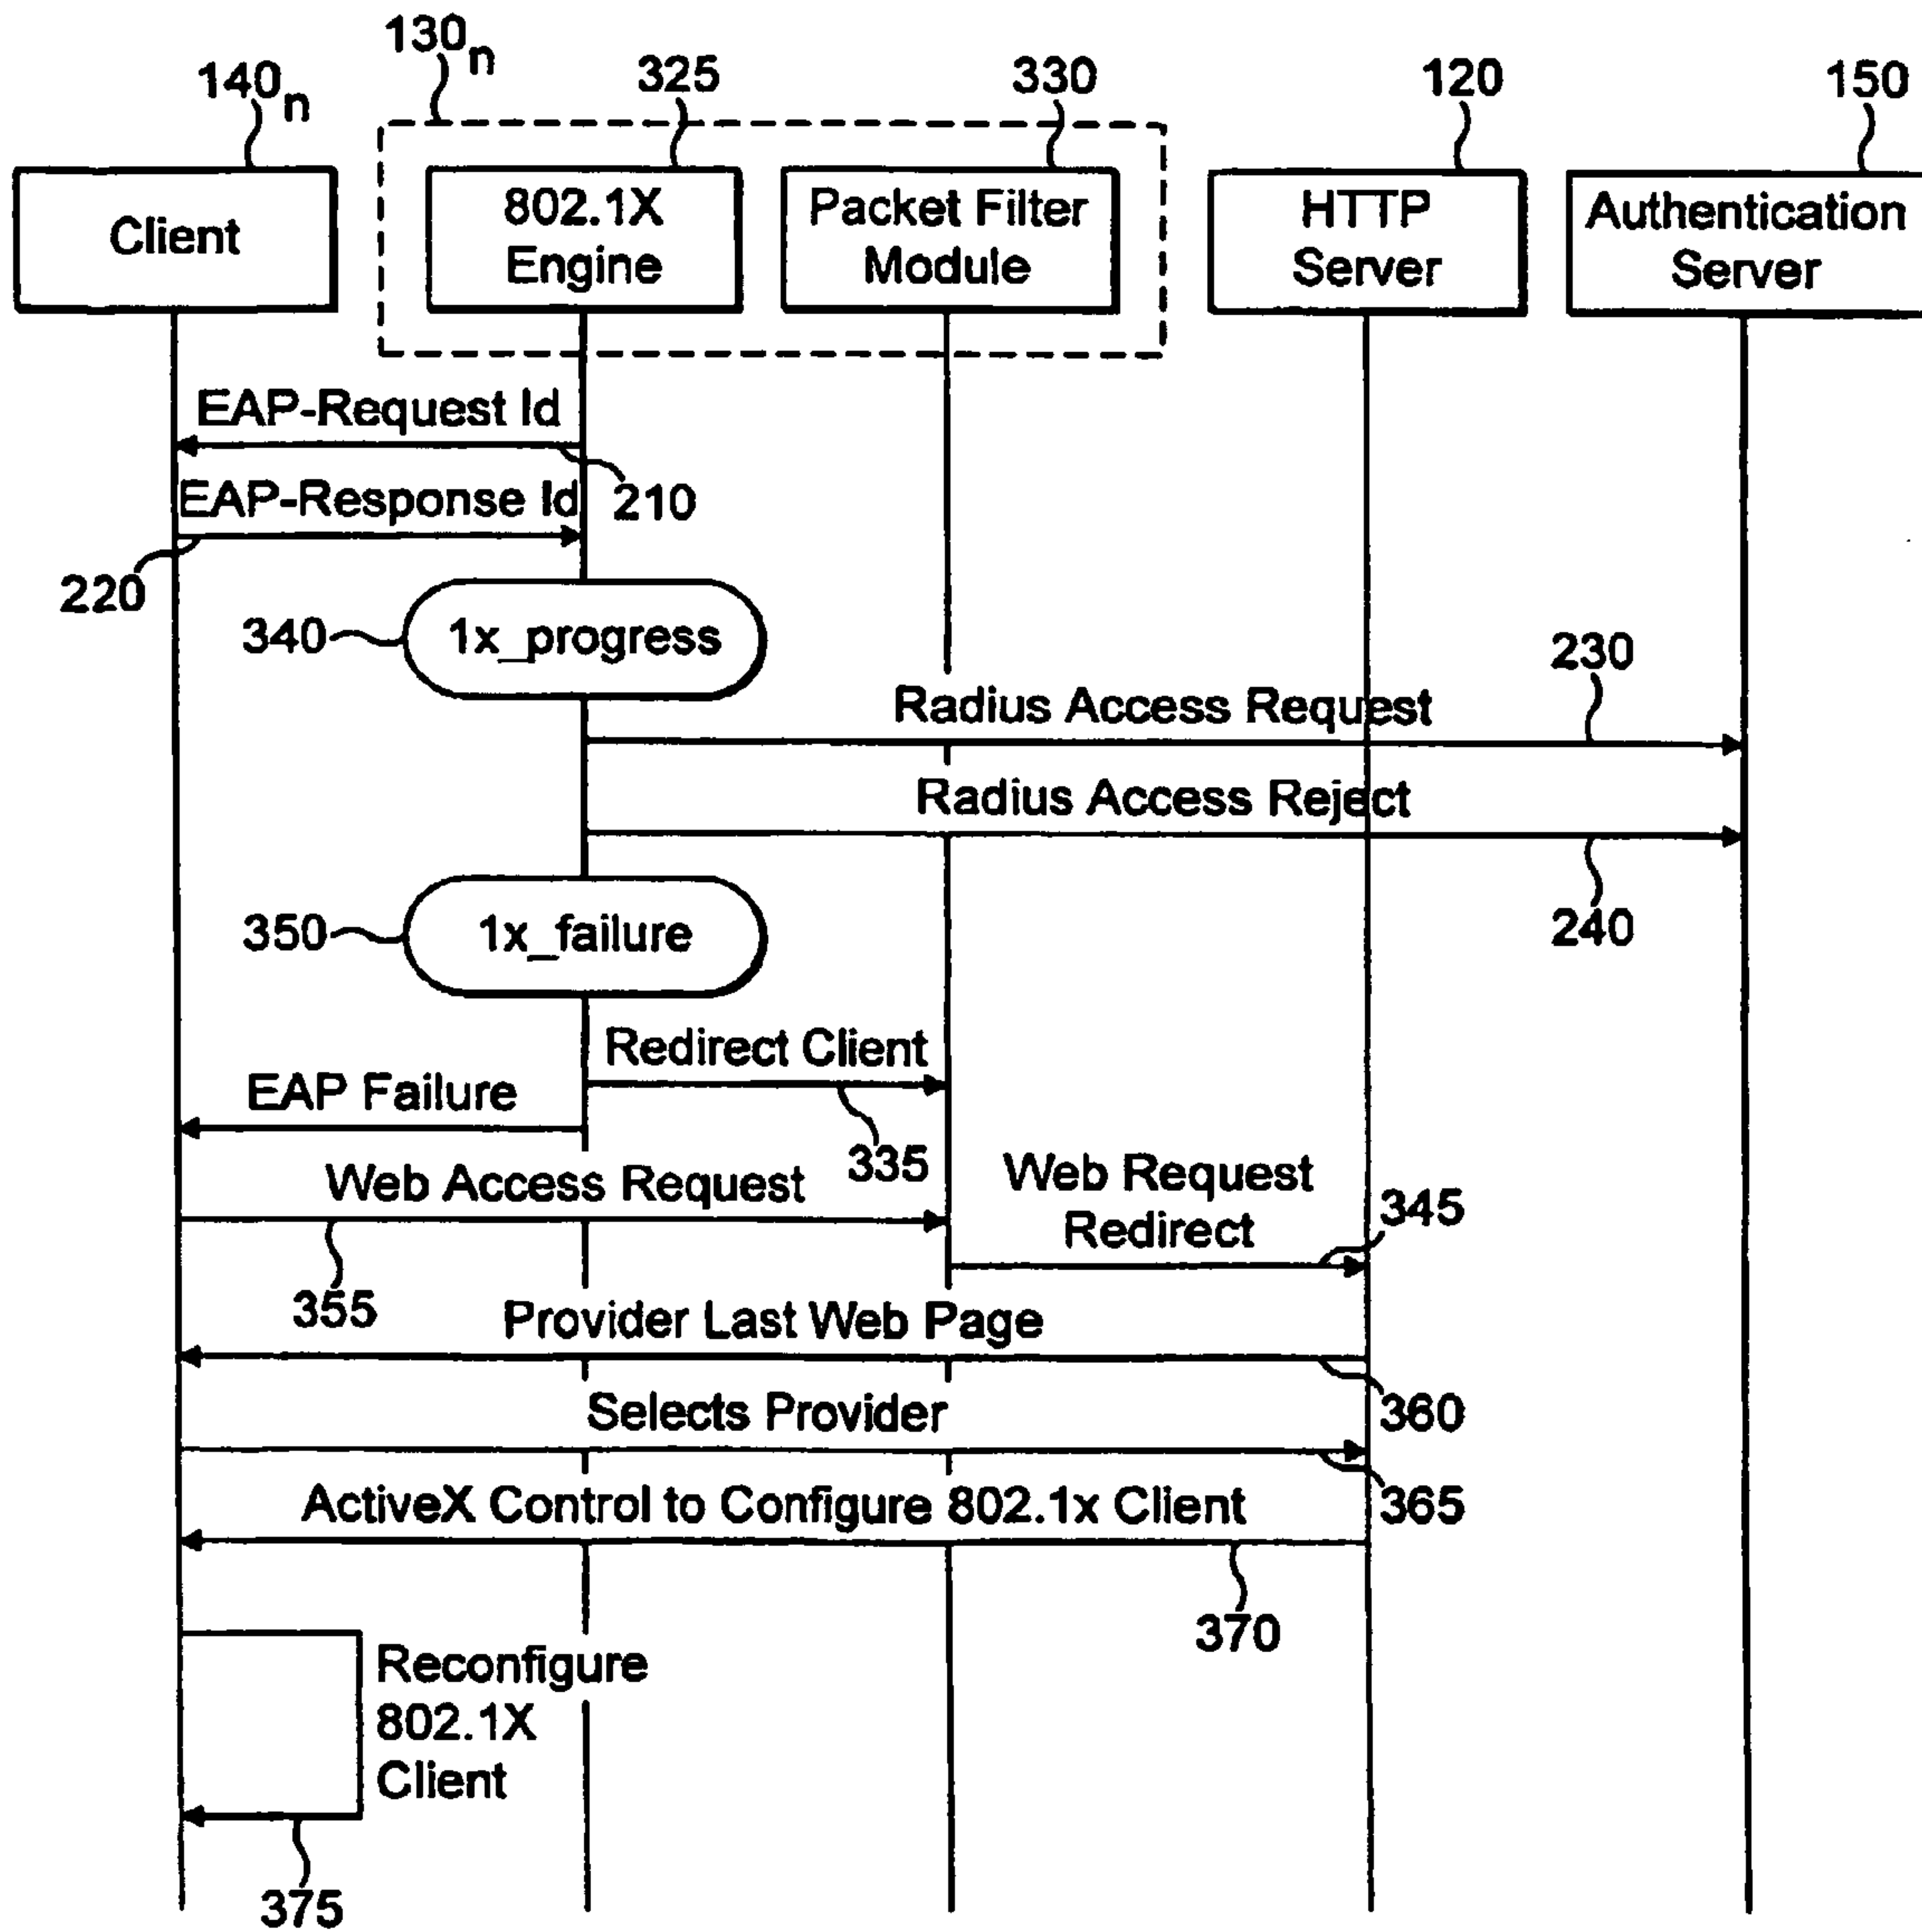 130n
140n
325
330
120
150
Client
802.1X
Engine
Packet Filter
Module
HTTP
Server
Authentication
Server
EAP-Request Id
210
EAP-Response Id
220
340
1x_progress
230
Radius Access Request
Radius Access Reject
240
350
1x_failure
Redirect Client
335
EAP Failure
Web Access Request
355
Web Request
Redirect
345
Provider Last Web Page
360
Selects Provider
365
ActiveX Control to Configure 802.1x Client
370
Reconfigure
802.1X
Client
375